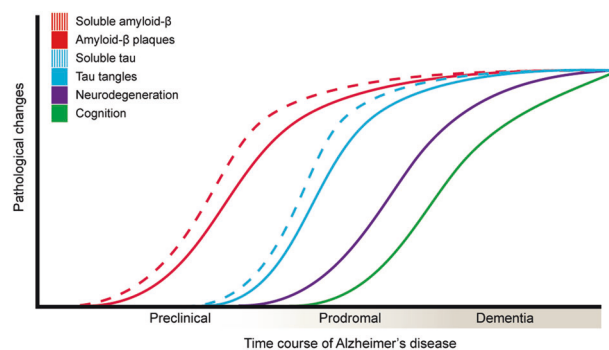 Soluble amyloid-β
Amyloid-β plaques
Soluble tau
Tau tangles
Neurodegeneration
Cognition
Pathological changes
Preclinical
Prodromal
Dementia
Time course of Alzheimer's disease